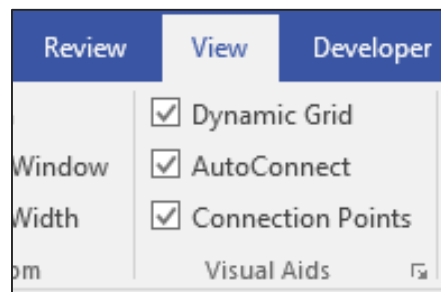 Review View Developer
Dynamic Grid
Window AutoConnect
Width Connection Points
Visual Aids